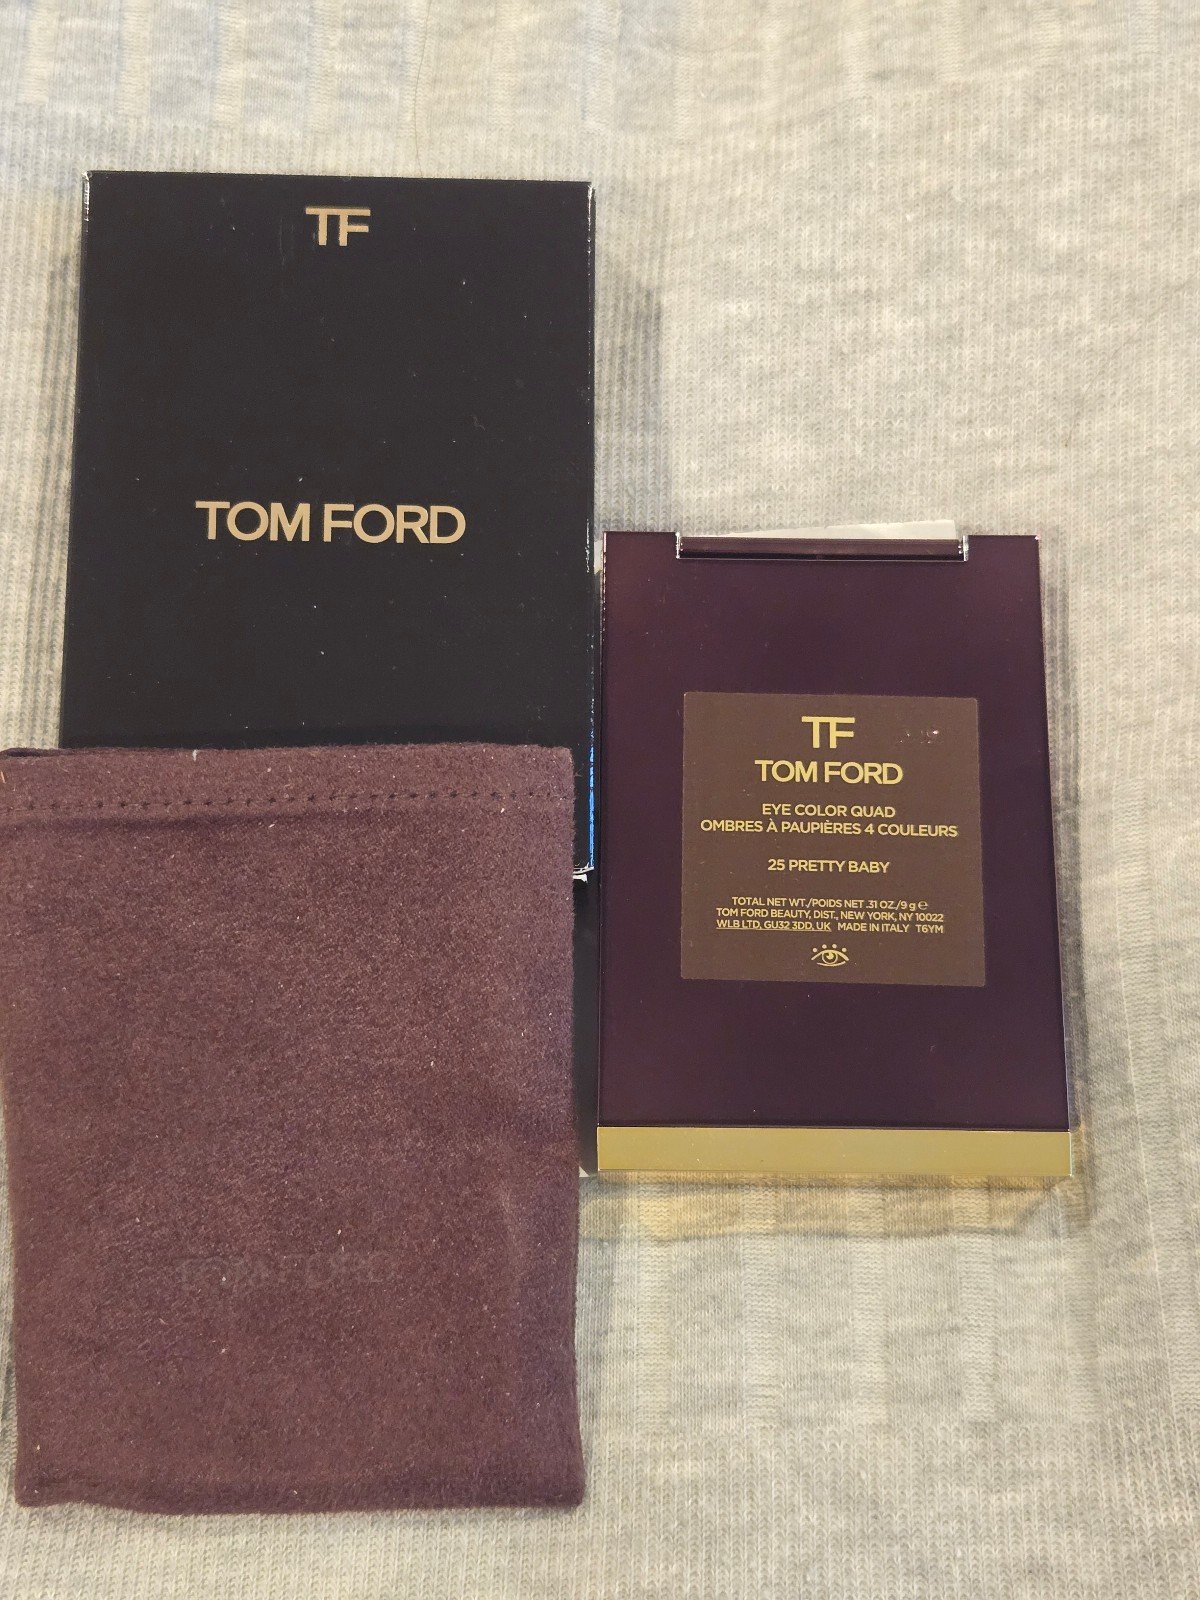 TF
TOM FORD
TF
TOM FORD
EYE COLOR QUAD
OMBRES À PAUPIÈRES 4 COULEURS
25 PRETTY BABY
TOTAL NET WT./POIDS NET .31 OZ./9 g ℮
TOM FORD BEAUTY, DIST., NEW YORK, NY 10022
WLB LTD, GU32 3DD, UK MADE IN ITALY T6YM
TOM FORD